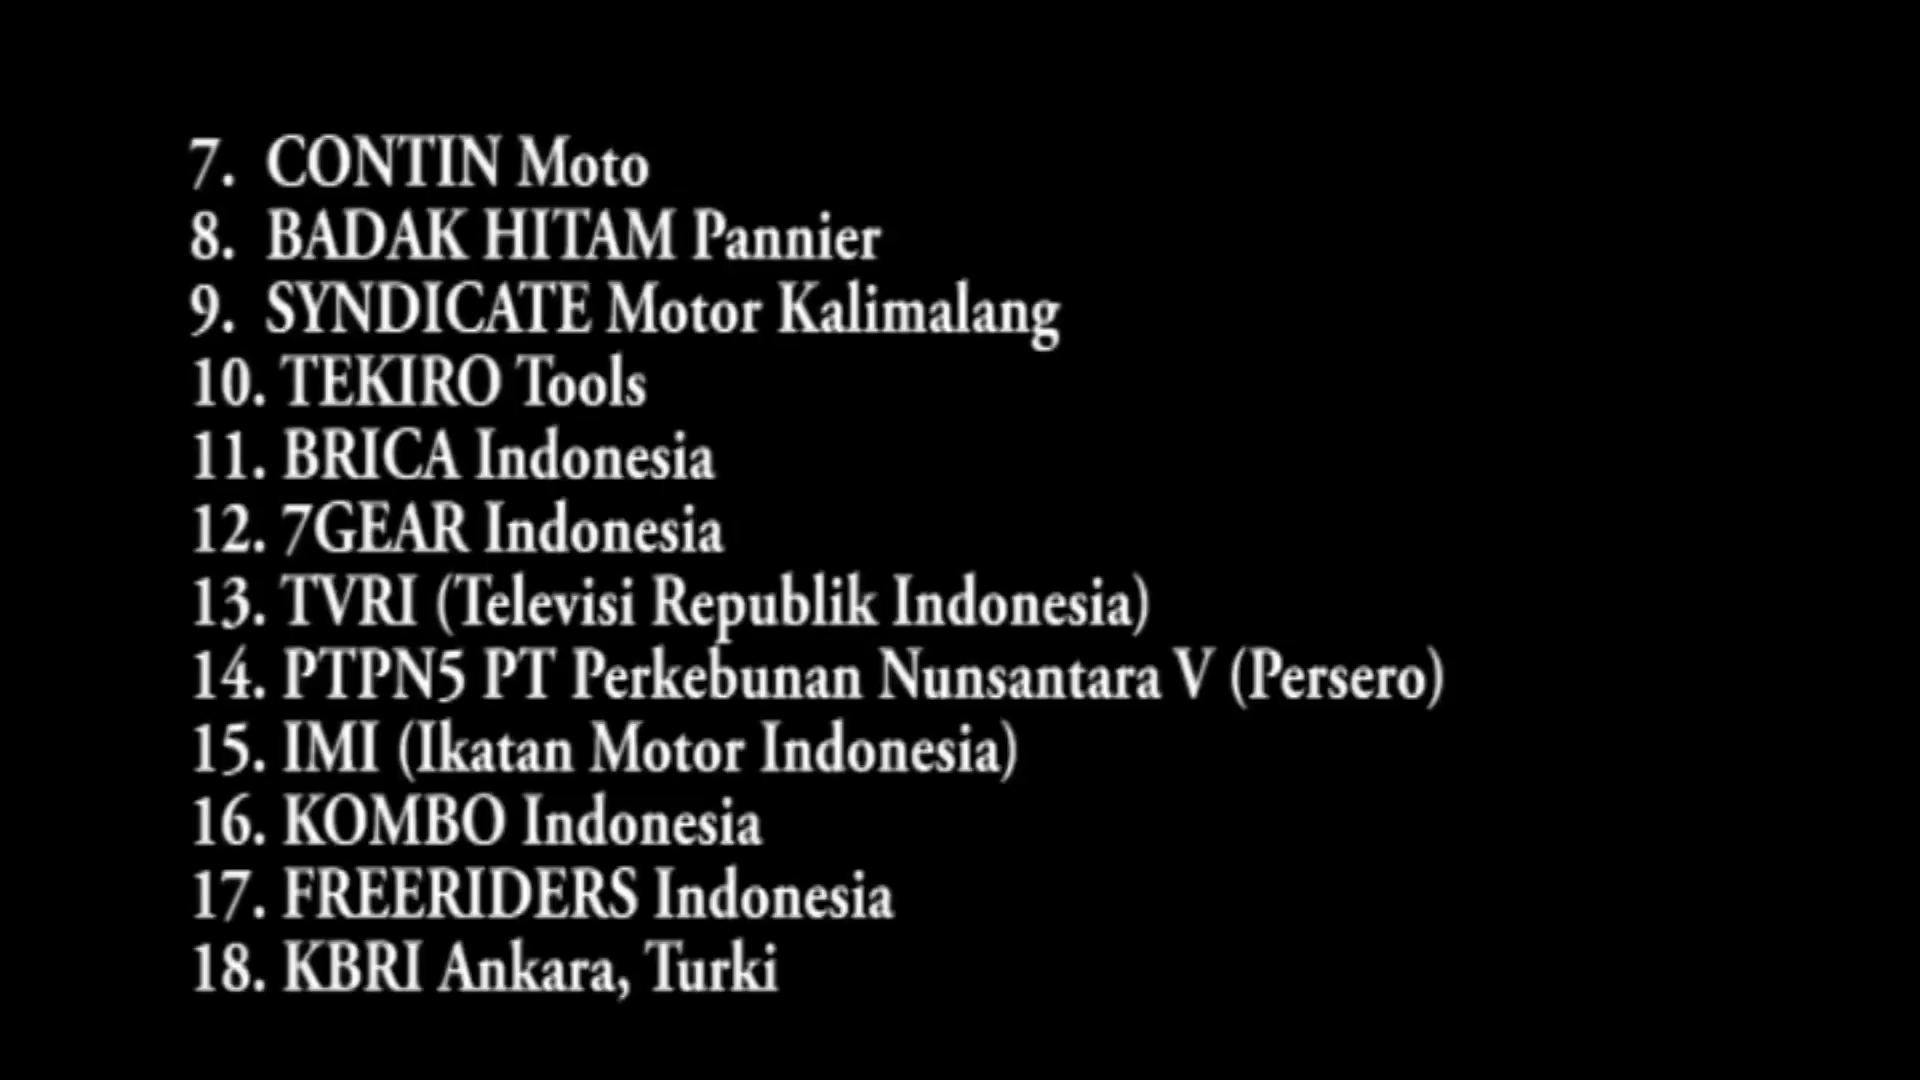 7. CONTIN Moto
8. BADAK HITAM Pannier
9. SYNDICATE Motor Kalimalang
10. TEKIRO Tools
11. BRICA Indonesia
12. 7GEAR Indonesia
13. TVRI (Televisi Republik Indonesia)
14. PTPN5 PT Perkebunan Nunsantara V (Persero)
15. IMI (Ikatan Motor Indonesia)
16. KOMBO Indonesia
17. FREERIDERS Indonesia
18. KBRI Ankara, Turki